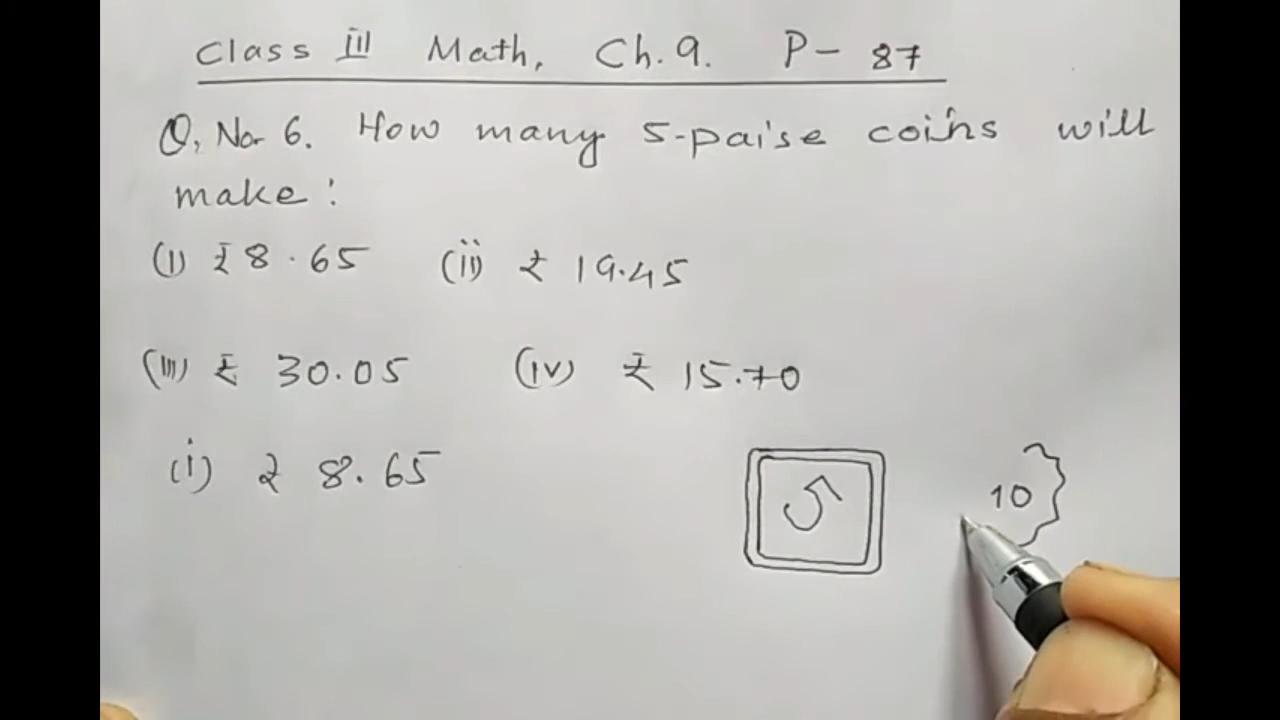 Class III Math, Ch.9. P- 87
Q. No 6. How many 5-paise coins will
make:
(i) ₹8.65 (ii) ₹ 19.45
(iii) ₹ 30.05 (iv) ₹ 15.70
(i) ₹ 8.65
5 10